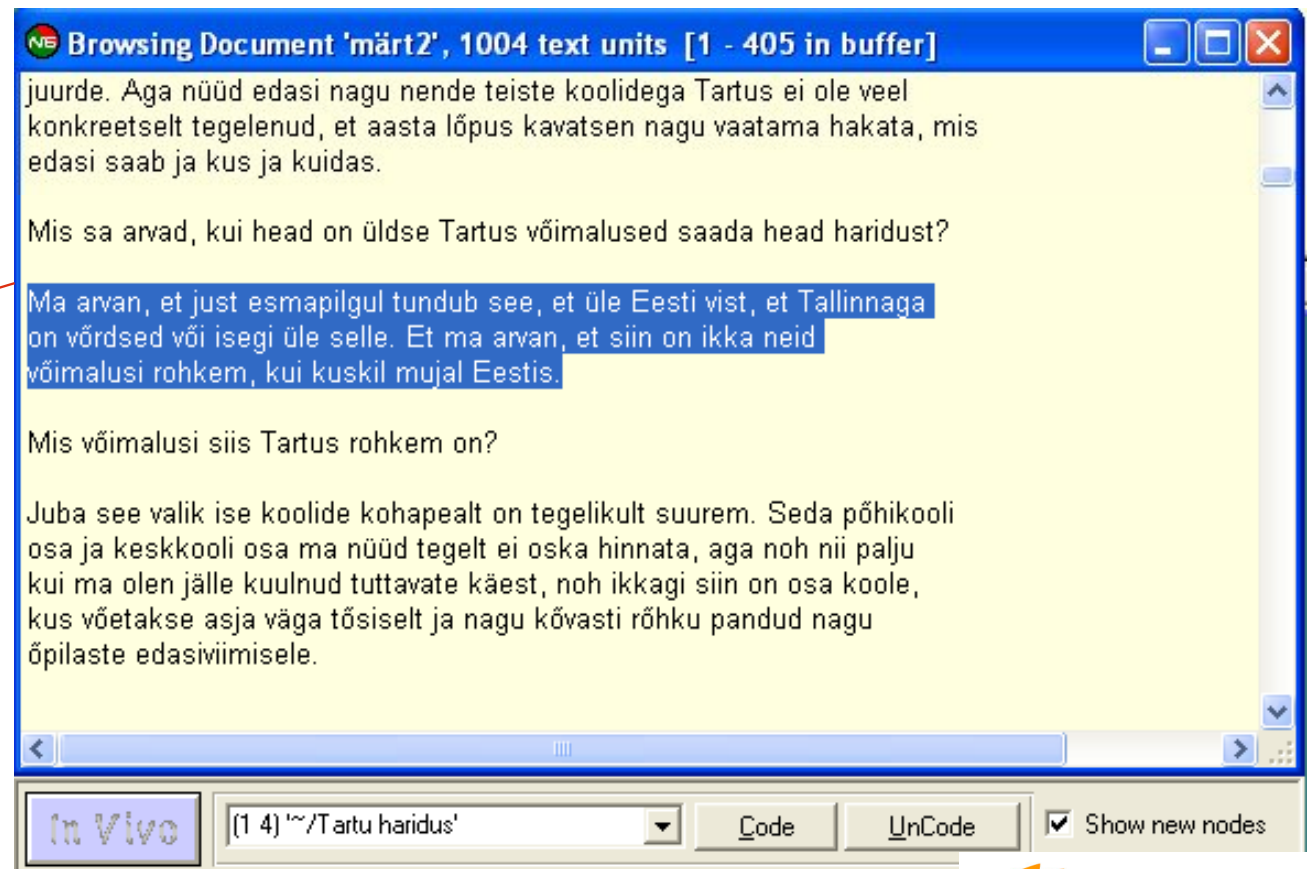 N6 Browsing Document 'märt2', 1004 text units [1 - 405 in buffer]
juurde. Aga nüüd edasi nagu nende teiste koolidega Tartus ei ole veel
konkreetselt tegelenud, et aasta lõpus kavatsen nagu vaatama hakata, mis
edasi saab ja kus ja kuidas.
Mis sa arvad, kui head on üldse Tartus võimalused saada head haridust?
Ma arvan, et just esmapilgul tundub see, et üle Eesti vist, et Tallinnaga
on võrdsed või isegi üle selle. Et ma arvan, et siin on ikka neid
võimalusi rohkem, kui kuskil mujal Eestis.
Mis võimalusi siis Tartus rohkem on?
Juba see valik ise koolide kohapealt on tegelikult suurem. Seda põhikooli
osa ja keskkooli osa ma nüüd tegelt ei oska hinnata, aga noh nii palju
kui ma olen jälle kuulnud tuttavate käest, noh ikkagi siin on osa koole,
kus võetakse asja väga tõsiselt ja nagu kõvasti rõhku pandud nagu
õpilaste edasiviimisele.
In Vivo (1 4) '~/Tartu haridus' Code UnCode Show new nodes